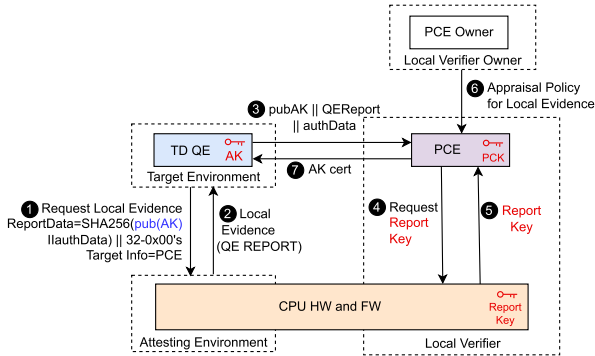 PCE Owner
Local Verifier Owner
6 Appraisal Policy
for Local Evidence
3 pubAK || QEReport
|| authData
TD QE
AK
Target Environment
PCE
PCK
7 AK cert
1 Request Local Evidence
ReportData=SHA256(pub(AK)
IIauthData) || 32-0x00's
Target Info=PCE
2 Local
Evidence
(QE REPORT)
4 Request
Report
Key
5 Report
Key
CPU HW and FW
Report
Key
Attesting Environment
Local Verifier